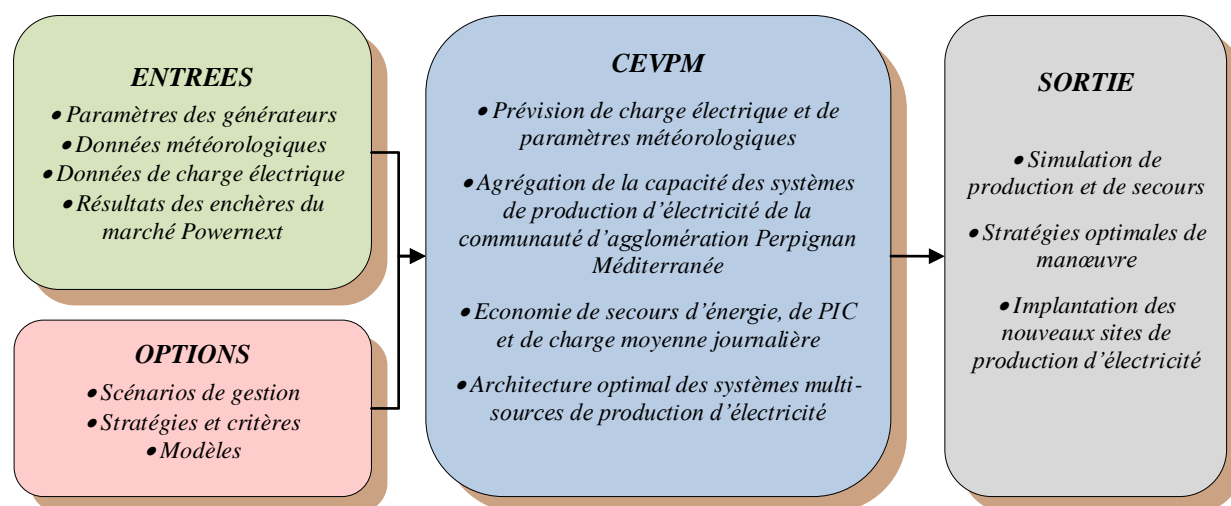 ENTREES
• Paramètres des générateurs
• Données météorologiques
• Données de charge électrique
• Résultats des enchères du
marché Powernext
OPTIONS
• Scénarios de gestion
• Stratégies et critères
• Modèles
CEVPM
• Prévision de charge électrique et de
paramètres météorologiques
• Agrégation de la capacité des systèmes
de production d'électricité de la
communauté d'agglomération Perpignan
Méditerranée
• Economie de secours d'énergie, de PIC
et de charge moyenne journalière
• Architecture optimal des systèmes multi-
sources de production d'électricité
SORTIE
• Simulation de
production et de secours
• Stratégies optimales de
manœuvre
• Implantation des
nouveaux sites de
production d'électricité